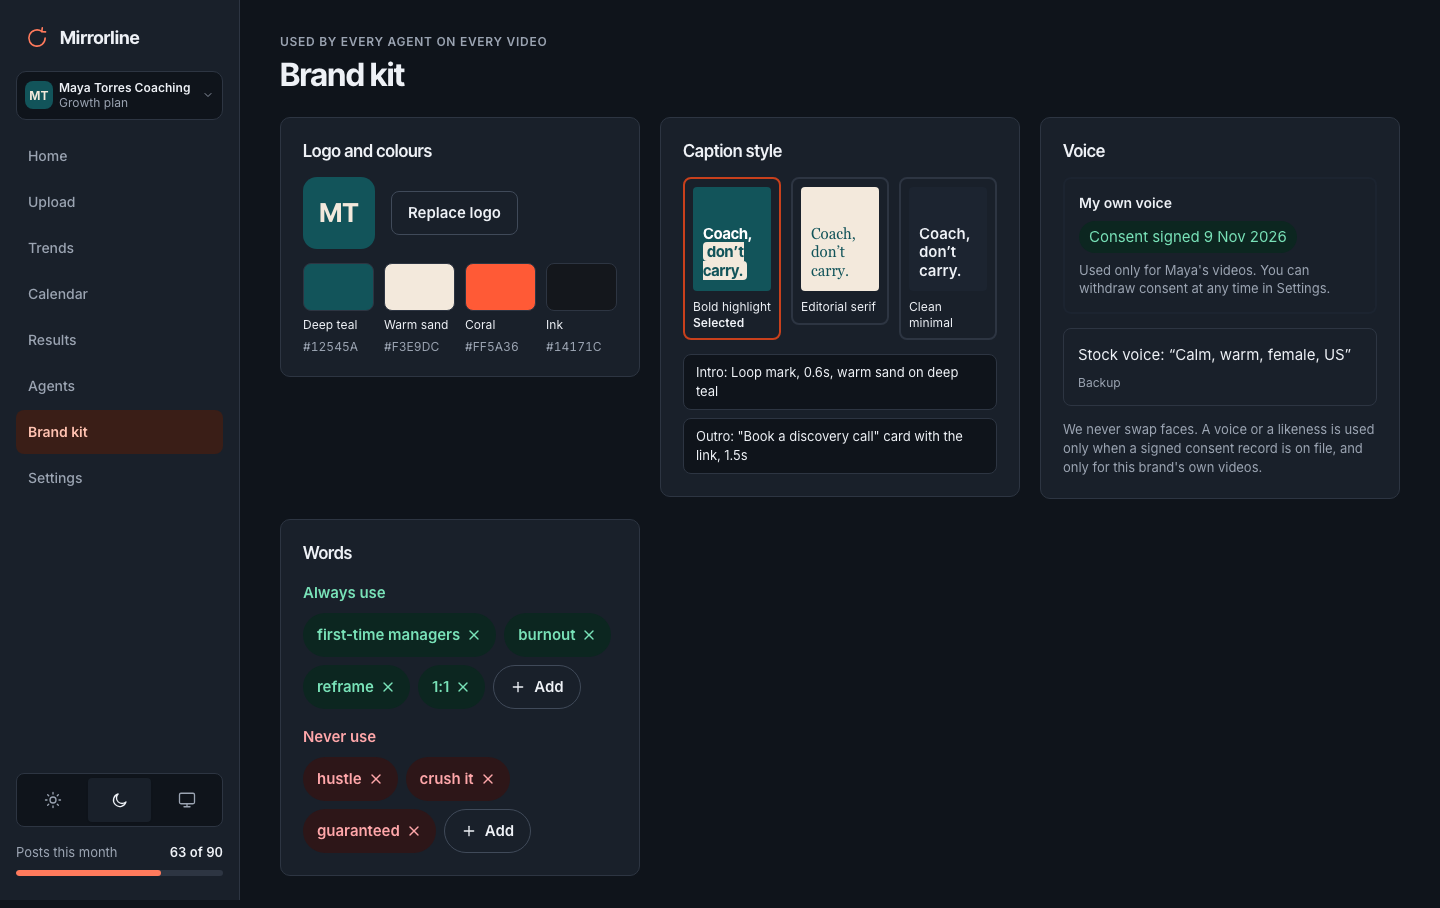 Mirrorline
MT
Maya Torres Coaching
Growth plan
Home
Upload
Trends
Calendar
Results
Agents
Brand kit
Settings
Posts this month
63 of 90
USED BY EVERY AGENT ON EVERY VIDEO
Brand kit
Logo and colours
MT
Replace logo
Deep teal
#12545A
Warm sand
#F3E9DC
Coral
#FF5A36
Ink
#14171C
Caption style
Coach,
don’t
carry.
Bold highlight
Selected
Coach,
don’t
carry.
Editorial serif
Coach,
don’t
carry.
Clean
minimal
Intro: Loop mark, 0.6s, warm sand on deep
teal
Outro: "Book a discovery call" card with the
link, 1.5s
Voice
My own voice
Consent signed 9 Nov 2026
Used only for Maya's videos. You can
withdraw consent at any time in Settings.
Stock voice: “Calm, warm, female, US”
Backup
We never swap faces. A voice or a likeness is used
only when a signed consent record is on file, and
only for this brand's own videos.
Words
Always use
first-time managers
burnout
reframe
1:1
Add
Never use
hustle
crush it
guaranteed
Add